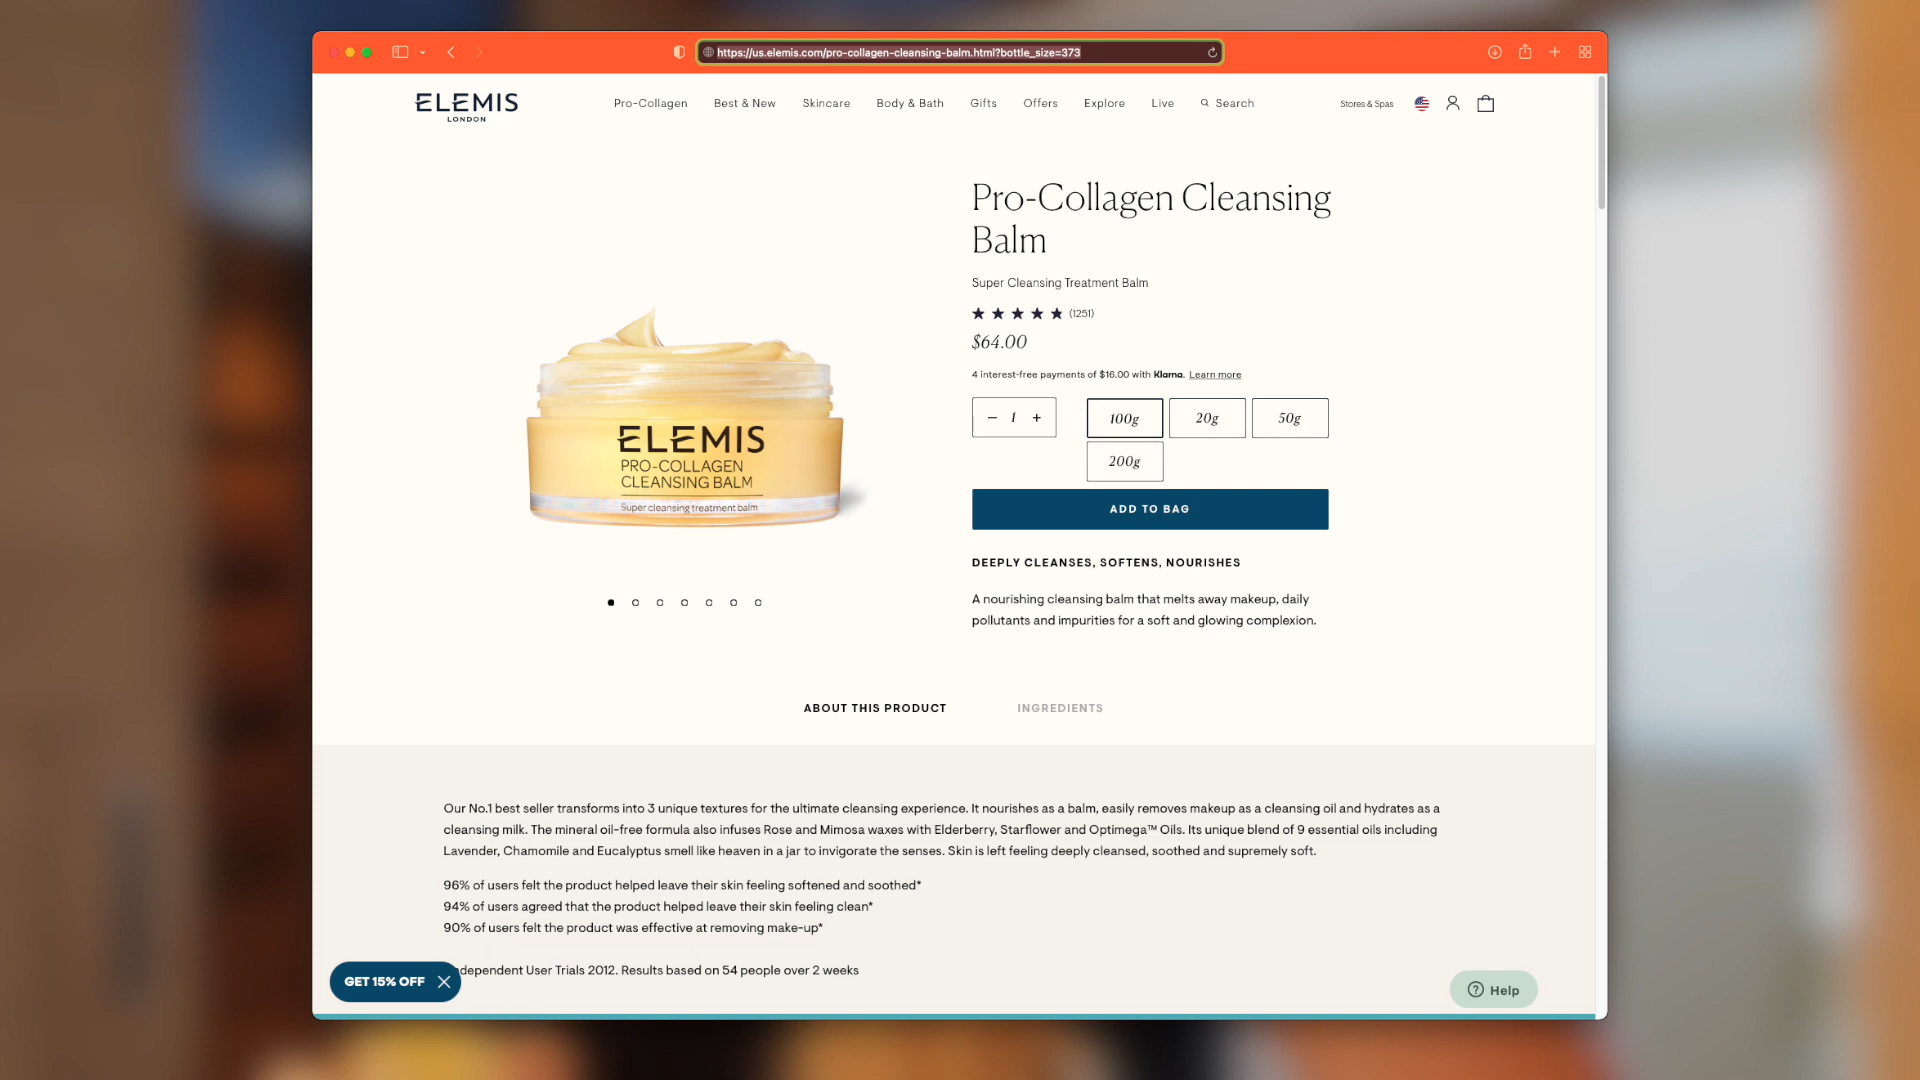 https://us.elemis.com/pro-collagen-cleansing-balm.html?bottle_size=373
ELEMIS
LONDON
Pro-Collagen Best & New Skincare Body & Bath Gifts Offers Explore Live Search Stores & Spas
Pro-Collagen Cleansing
Balm
Super Cleansing Treatment Balm
(1251)
$64.00
4 interest-free payments of $16.00 with Klarna. Learn more
− 1 + 100g 20g 50g
200g
ADD TO BAG
ELEMIS
PRO-COLLAGEN
CLEANSING BALM
Super cleansing treatment balm
DEEPLY CLEANSES, SOFTENS, NOURISHES
A nourishing cleansing balm that melts away makeup, daily
pollutants and impurities for a soft and glowing complexion.
ABOUT THIS PRODUCT INGREDIENTS
Our No.1 best seller transforms into 3 unique textures for the ultimate cleansing experience. It nourishes as a balm, easily removes makeup as a cleansing oil and hydrates as a
cleansing milk. The mineral oil-free formula also infuses Rose and Mimosa waxes with Elderberry, Starflower and Optimega™ Oils. Its unique blend of 9 essential oils including
Lavender, Chamomile and Eucalyptus smell like heaven in a jar to invigorate the senses. Skin is left feeling deeply cleansed, soothed and supremely soft.
96% of users felt the product helped leave their skin feeling softened and soothed*
94% of users agreed that the product helped leave their skin feeling clean*
90% of users felt the product was effective at removing make-up*
dependent User Trials 2012. Results based on 54 people over 2 weeks
GET 15% OFF
Help